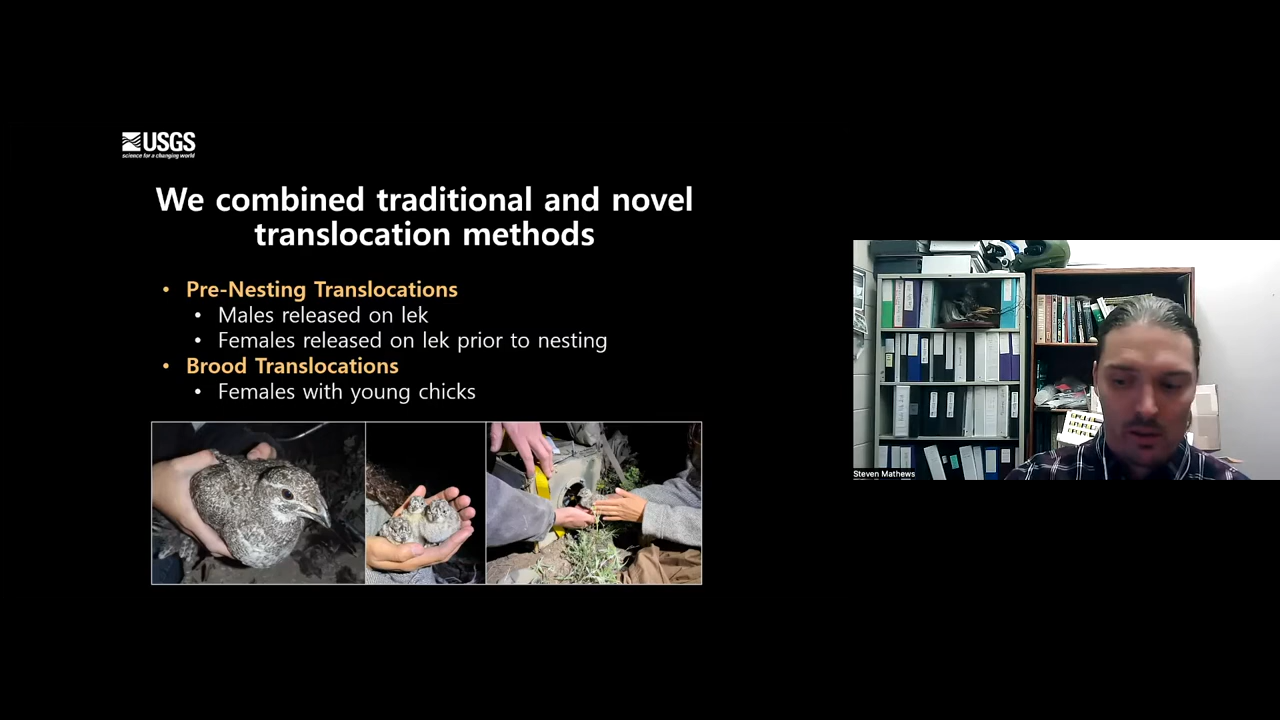 USGS
science for a changing world
We combined traditional and novel
translocation methods
• Pre-Nesting Translocations
• Males released on lek
• Females released on lek prior to nesting
• Brood Translocations
• Females with young chicks
Steven Mathews